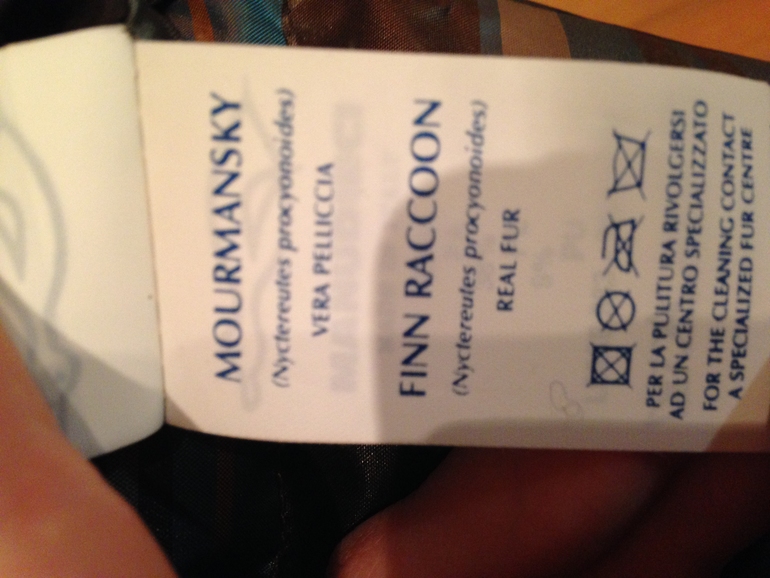 MOURMANSKY
(Nyctereutes procyonoides)
VERA PELLICCIA
FINN RACCOON
(Nyctereutes procyonoides)
REAL FUR
PER LA PULITURA RIVOLGERSI
AD UN CENTRO SPECIALIZZATO
FOR THE CLEANING CONTACT
A SPECIALIZED FUR CENTRE